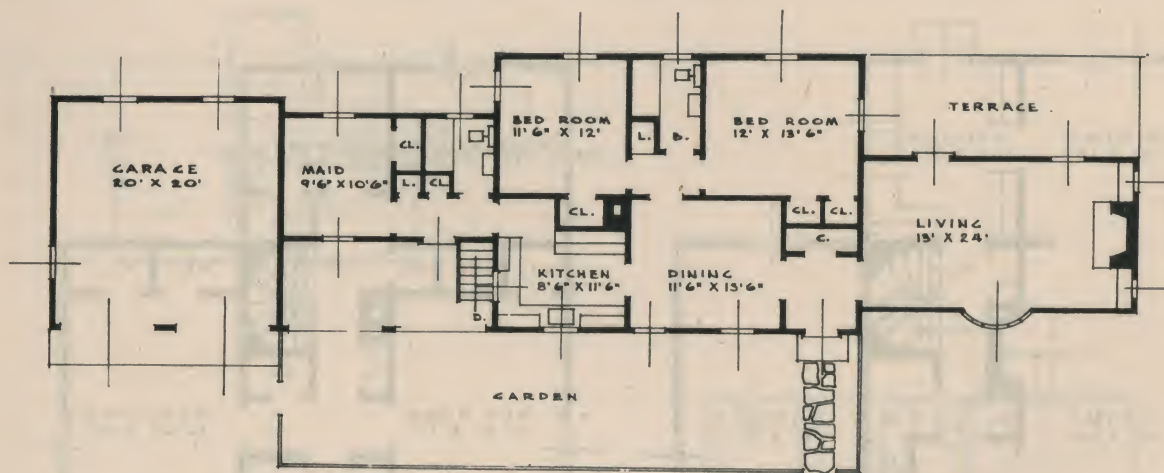 GARAGE
20' X 20'
MAID
9'6" X 10'6"
CL.
L.
CL.
BED ROOM
11'6" X 12'
L.
B.
BED ROOM
12' X 13'6"
TERRACE
CL.
CL.
CL.
C.
LIVING
13' X 24'
KITCHEN
8'6" X 11'6"
DINING
11'6" X 13'6"
D.
GARDEN